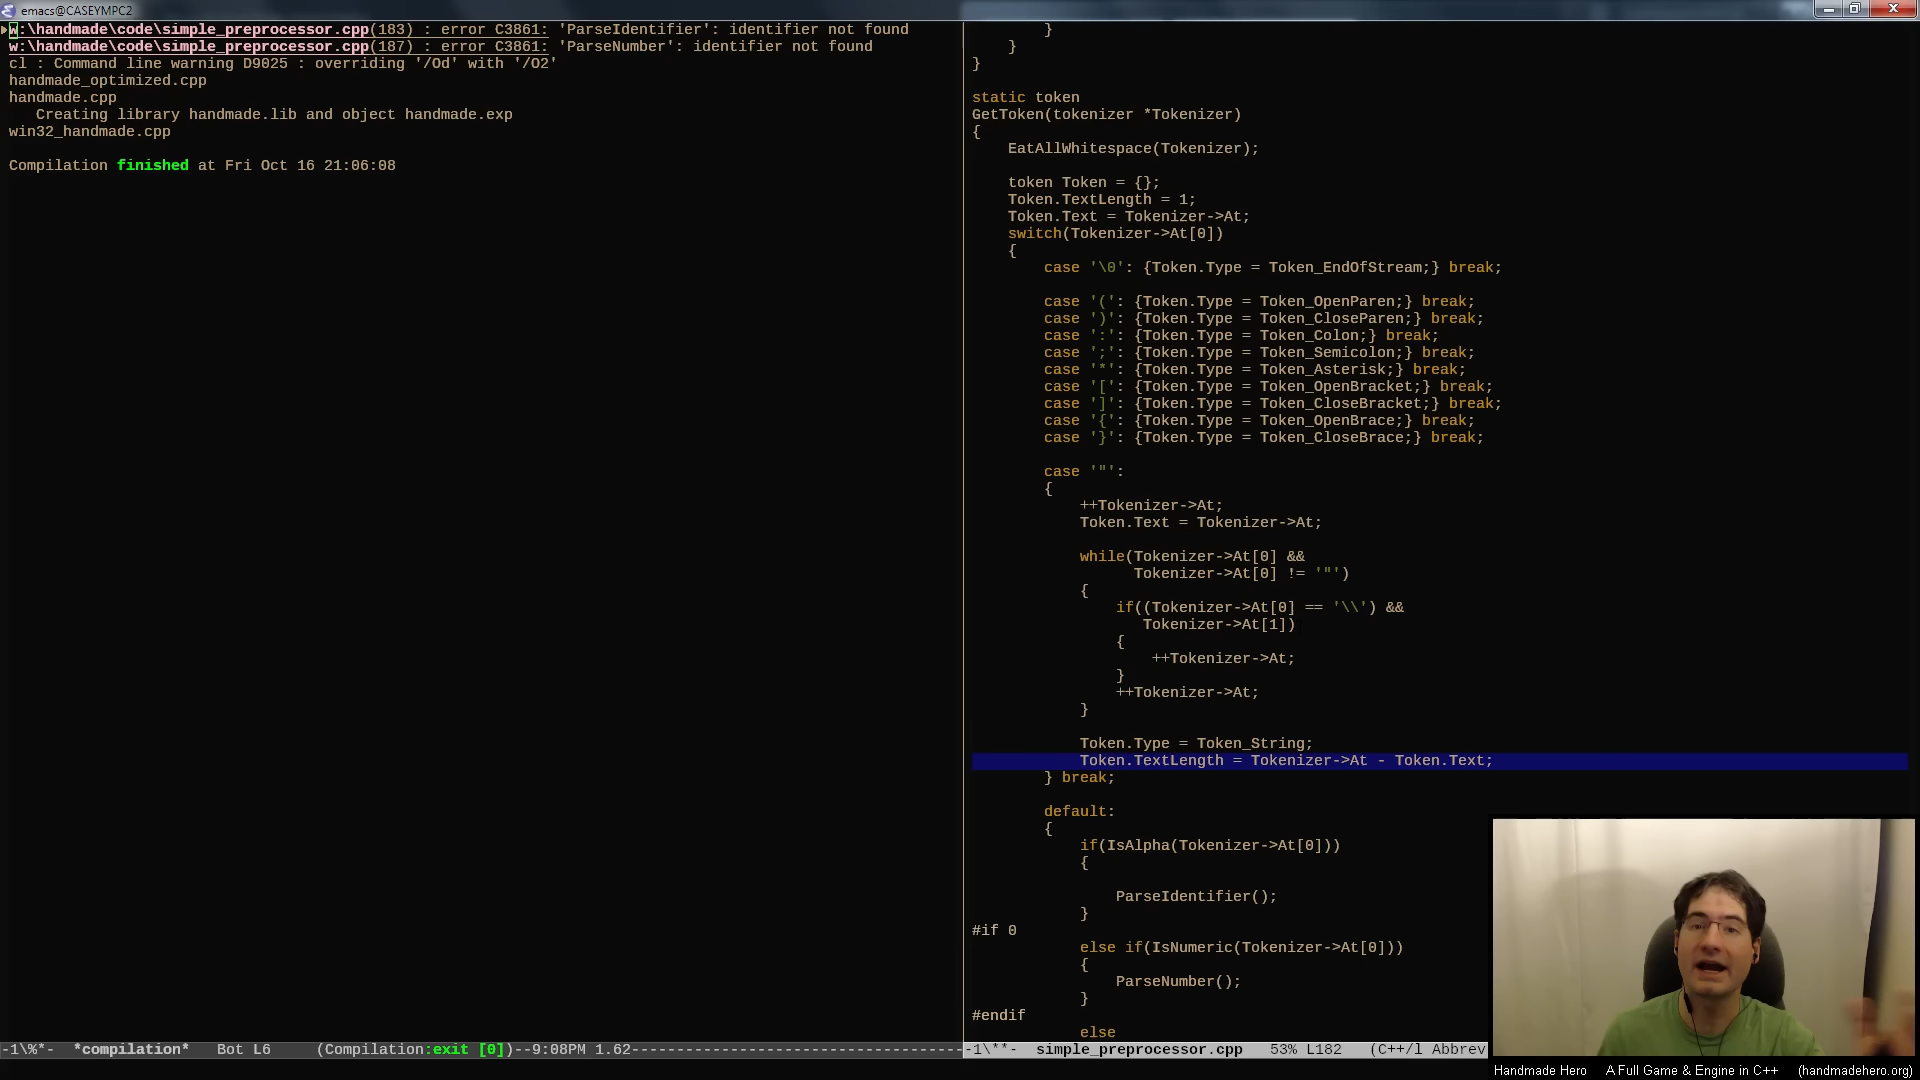 emacs@CASEYMPC2
w:\handmade\code\simple_preprocessor.cpp(183) : error C3861: 'ParseIdentifier': identifier not found
w:\handmade\code\simple_preprocessor.cpp(187) : error C3861: 'ParseNumber': identifier not found
cl : Command line warning D9025 : overriding '/Od' with '/O2'
handmade_optimized.cpp
handmade.cpp
   Creating library handmade.lib and object handmade.exp
win32_handmade.cpp
Compilation finished at Fri Oct 16 21:06:08
-1\%*-  *compilation*   Bot L6     (Compilation:exit [0])--9:08PM 1.62-------------------------------------
        }
    }
}
static token
GetToken(tokenizer *Tokenizer)
{
    EatAllWhitespace(Tokenizer);
    token Token = {};
    Token.TextLength = 1;
    Token.Text = Tokenizer->At;
    switch(Tokenizer->At[0])
    {
        case '\0': {Token.Type = Token_EndOfStream;} break;
        case '(': {Token.Type = Token_OpenParen;} break;
        case ')': {Token.Type = Token_CloseParen;} break;
        case ':': {Token.Type = Token_Colon;} break;
        case ';': {Token.Type = Token_Semicolon;} break;
        case '*': {Token.Type = Token_Asterisk;} break;
        case '[': {Token.Type = Token_OpenBracket;} break;
        case ']': {Token.Type = Token_CloseBracket;} break;
        case '{': {Token.Type = Token_OpenBrace;} break;
        case '}': {Token.Type = Token_CloseBrace;} break;
        case '"':
        {
            ++Tokenizer->At;
            Token.Text = Tokenizer->At;
            while(Tokenizer->At[0] &&
                  Tokenizer->At[0] != '"')
            {
                if((Tokenizer->At[0] == '\\') &&
                   Tokenizer->At[1])
                {
                    ++Tokenizer->At;
                }
                ++Tokenizer->At;
            }
            Token.Type = Token_String;
            Token.TextLength = Tokenizer->At - Token.Text;
        } break;
        default:
        {
            if(IsAlpha(Tokenizer->At[0]))
            {
                ParseIdentifier();
            }
#if 0
            else if(IsNumeric(Tokenizer->At[0]))
            {
                ParseNumber();
            }
#endif
            else
-1\**-  simple_preprocessor.cpp   53% L182   (C++/l Abbrev
Handmade Hero   A Full Game & Engine in C++   (handmadehero.org)